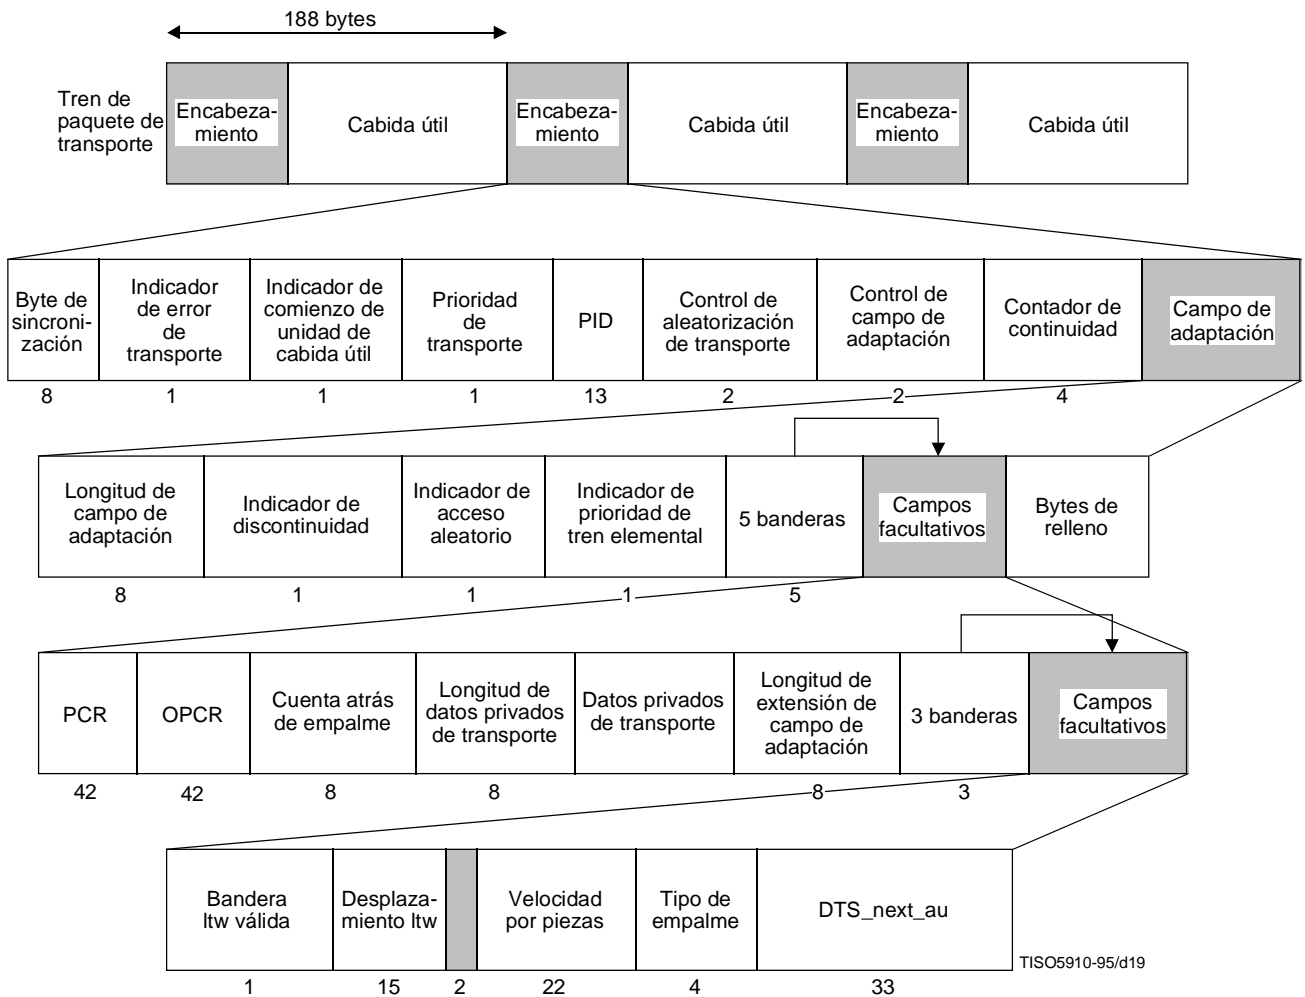 188 bytes
Tren de
paquete de
transporte
Encabeza-
miento
Cabida útil
Encabeza-
miento
Cabida útil
Encabeza-
miento
Cabida útil
Byte de
sincroni-
zación
Indicador
de error
de
transporte
Indicador de
comienzo de
unidad de
cabida útil
Prioridad
de
transporte
PID
Control de
aleatorización
de transporte
Control de
campo de
adaptación
Contador de
continuidad
Campo de
adaptación
8
1
1
1
13
2
2
4
Longitud de
campo de
adaptación
Indicador de
discontinuidad
Indicador de
acceso
aleatorio
Indicador de
prioridad de
tren elemental
5 banderas
Campos
facultativos
Bytes de
relleno
8
1
1
1
5
PCR
OPCR
Cuenta atrás
de empalme
Longitud de
datos privados
de transporte
Datos privados
de transporte
Longitud de
extensión de
campo de
adaptación
3 banderas
Campos
facultativos
42
42
8
8
8
3
Bandera
ltw válida
Desplaza-
miento ltw
Velocidad
por piezas
Tipo de
empalme
DTS_next_au
TISO5910-95/d19
1
15
2
22
4
33